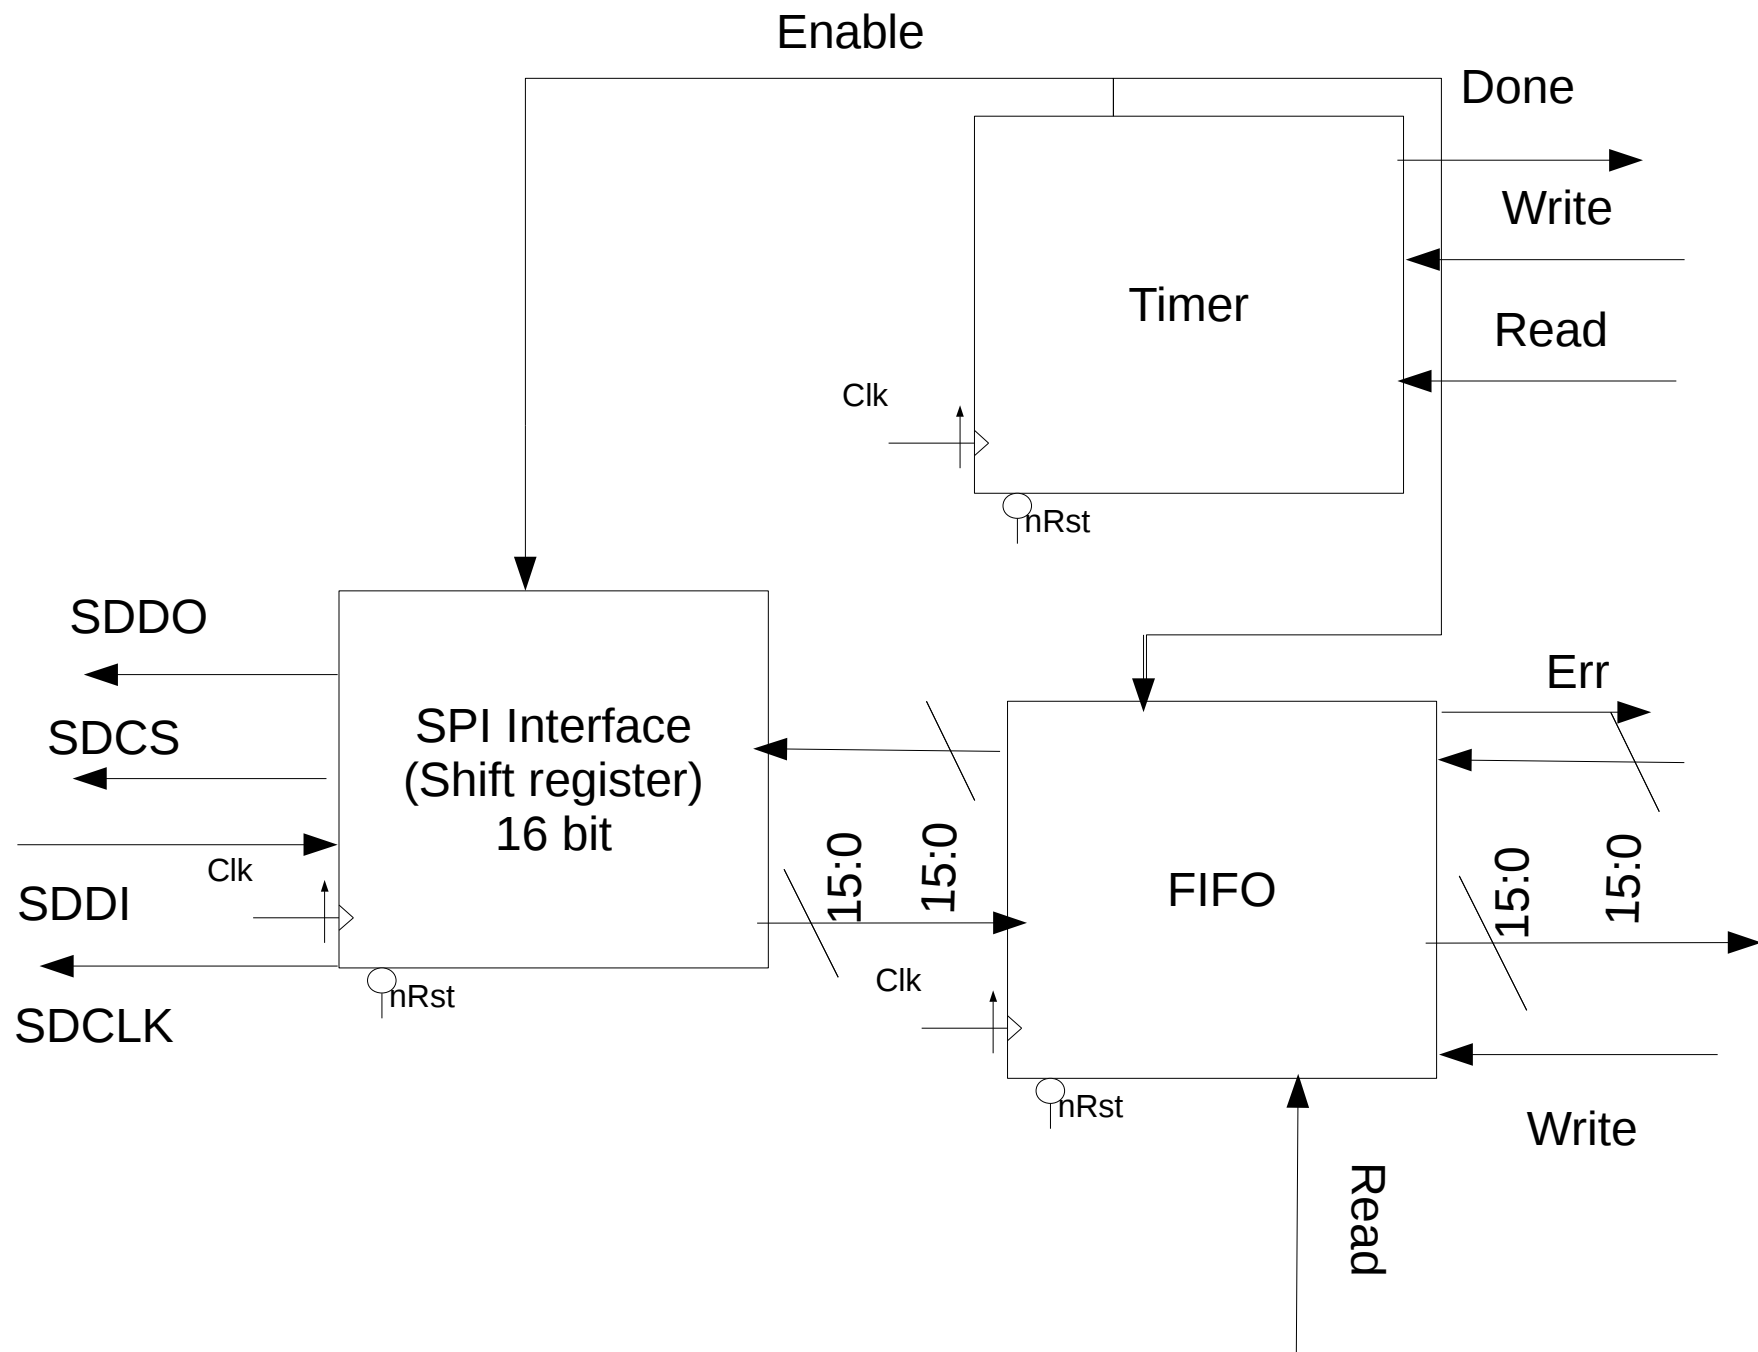 Enable
Done
Write
Timer
Read
Clk
nRst
SDDO
Err
SDCS
SPI Interface
(Shift register)
16 bit
15:0
15:0
FIFO
15:0
15:0
Clk
SDDI
Clk
nRst
SDCLK
nRst
Write
Read